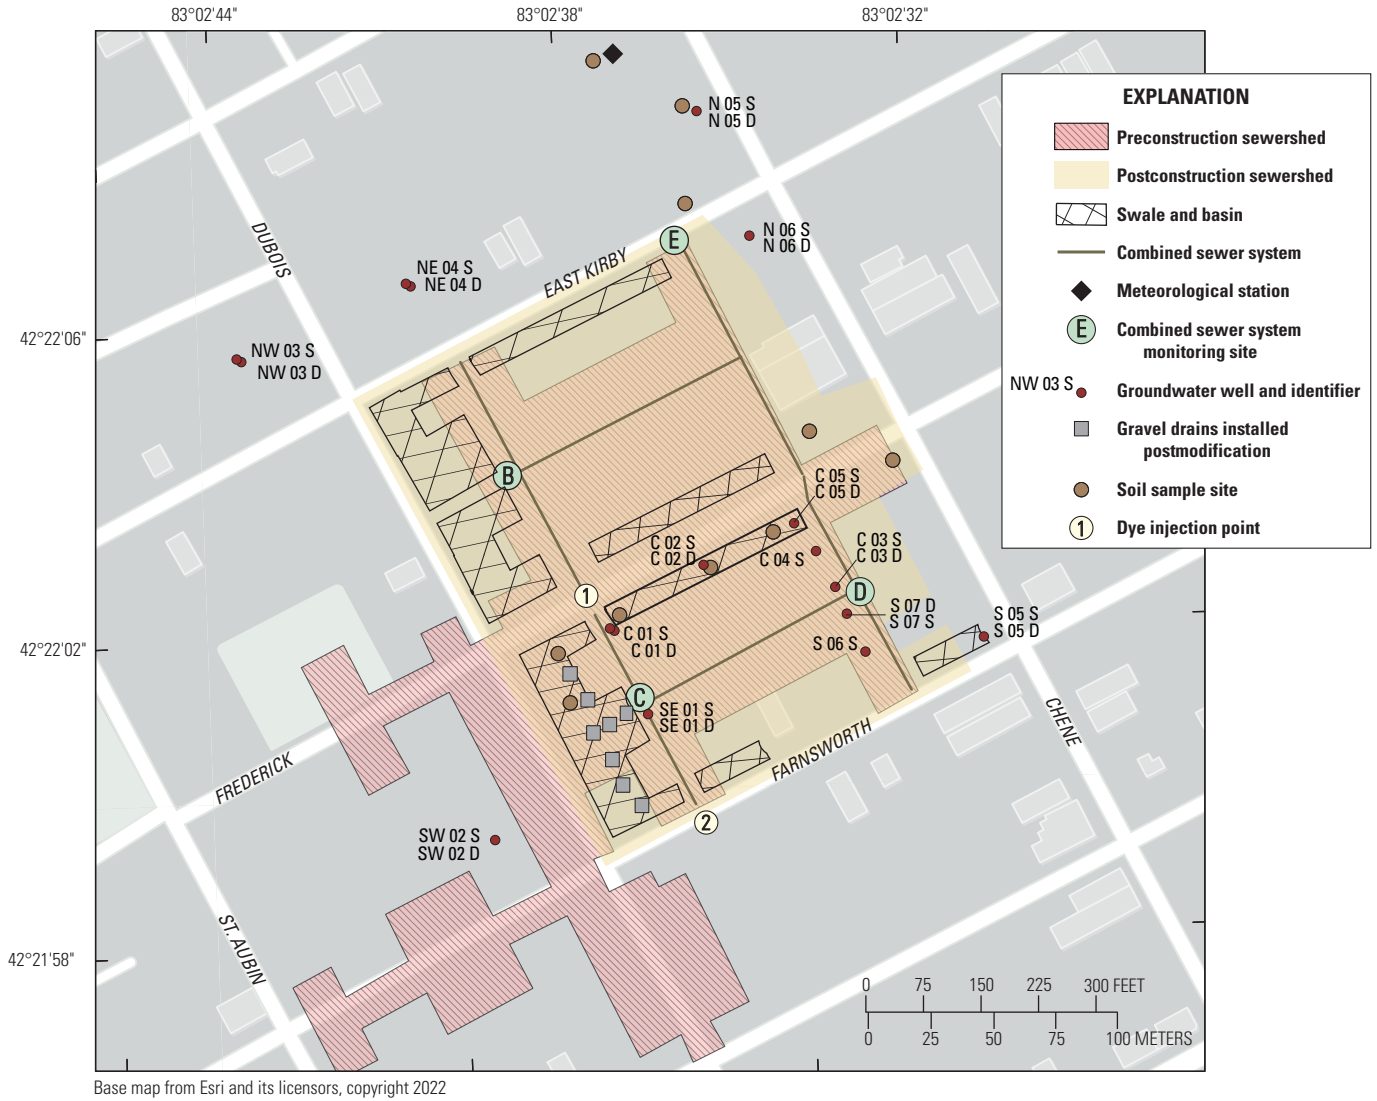 83°02'44"
83°02'38"
83°02'32"
42°22'06"
42°22'02"
42°21'58"
EXPLANATION
Preconstruction sewershed
Postconstruction sewershed
Swale and basin
Combined sewer system
Meteorological station
E
Combined sewer system
monitoring site
NW 03 S
Groundwater well and identifier
Gravel drains installed
postmodification
Soil sample site
1
Dye injection point
N 05 S
N 05 D
N 06 S
N 06 D
E
DUBOIS
EAST KIRBY
NE 04 S
NE 04 D
NW 03 S
NW 03 D
B
C 05 S
C 05 D
C 02 S
C 02 D
C 04 S
C 03 S
C 03 D
D
1
S 07 D
S 07 S
S 05 S
S 05 D
C 01 S
C 01 D
S 06 S
C
SE 01 S
SE 01 D
CHENE
FARNSWORTH
FREDERICK
2
SW 02 S
SW 02 D
ST. AUBIN
0 75 150 225 300 FEET
0 25 50 75 100 METERS
Base map from Esri and its licensors, copyright 2022